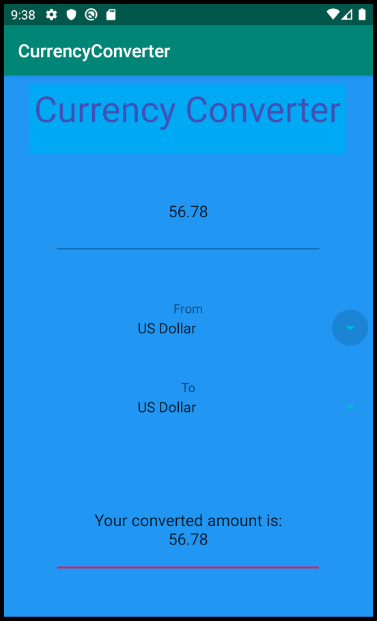 9:38
CurrencyConverter
Currency Converter
56.78
From
US Dollar
To
US Dollar
Your converted amount is:
56.78